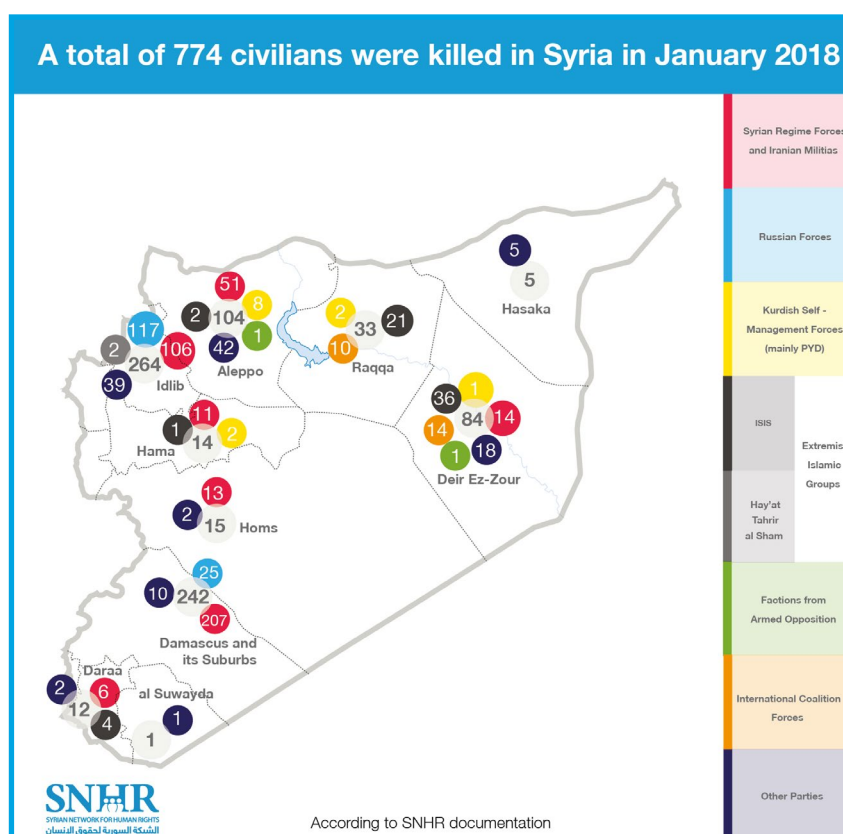 A total of 774 civilians were killed in Syria in January 2018
Syrian Regime Forces
and Iranian Militias
Russian Forces
Kurdish Self -
Management Forces
(mainly PYD)
ISIS
Extremis
Islamic
Groups
Hay'at
Tahrir
al Sham
Factions from
Armed Opposition
International Coalition
Forces
Other Parties
5
5
Hasaka
51
8
2
104
1
42
Aleppo
2
21
33
10
Raqqa
117
2
106
264
39
Idlib
1
36
14
84
14
18
1
Deir Ez-Zour
11
1
2
14
Hama
13
2
15
Homs
25
10
242
207
Damascus and
its Suburbs
Daraa
2
6
12
4
al Suwayda
1
1
SNHR
SYRIAN NETWORK FOR HUMAN RIGHTS
الشبكة السورية لحقوق الإنسان
According to SNHR documentation